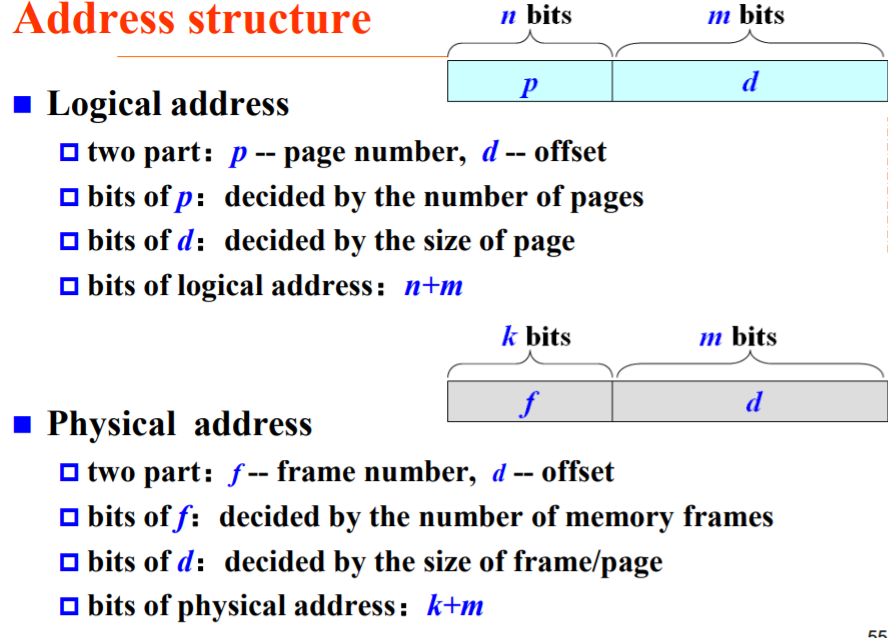 Address structure
n bits
m bits
p
d
Logical address
two part：p -- page number, d -- offset
bits of p：decided by the number of pages
bits of d：decided by the size of page
bits of logical address：n+m
k bits
m bits
f
d
Physical address
two part：f -- frame number, d -- offset
bits of f：decided by the number of memory frames
bits of d：decided by the size of frame/page
bits of physical address：k+m
55